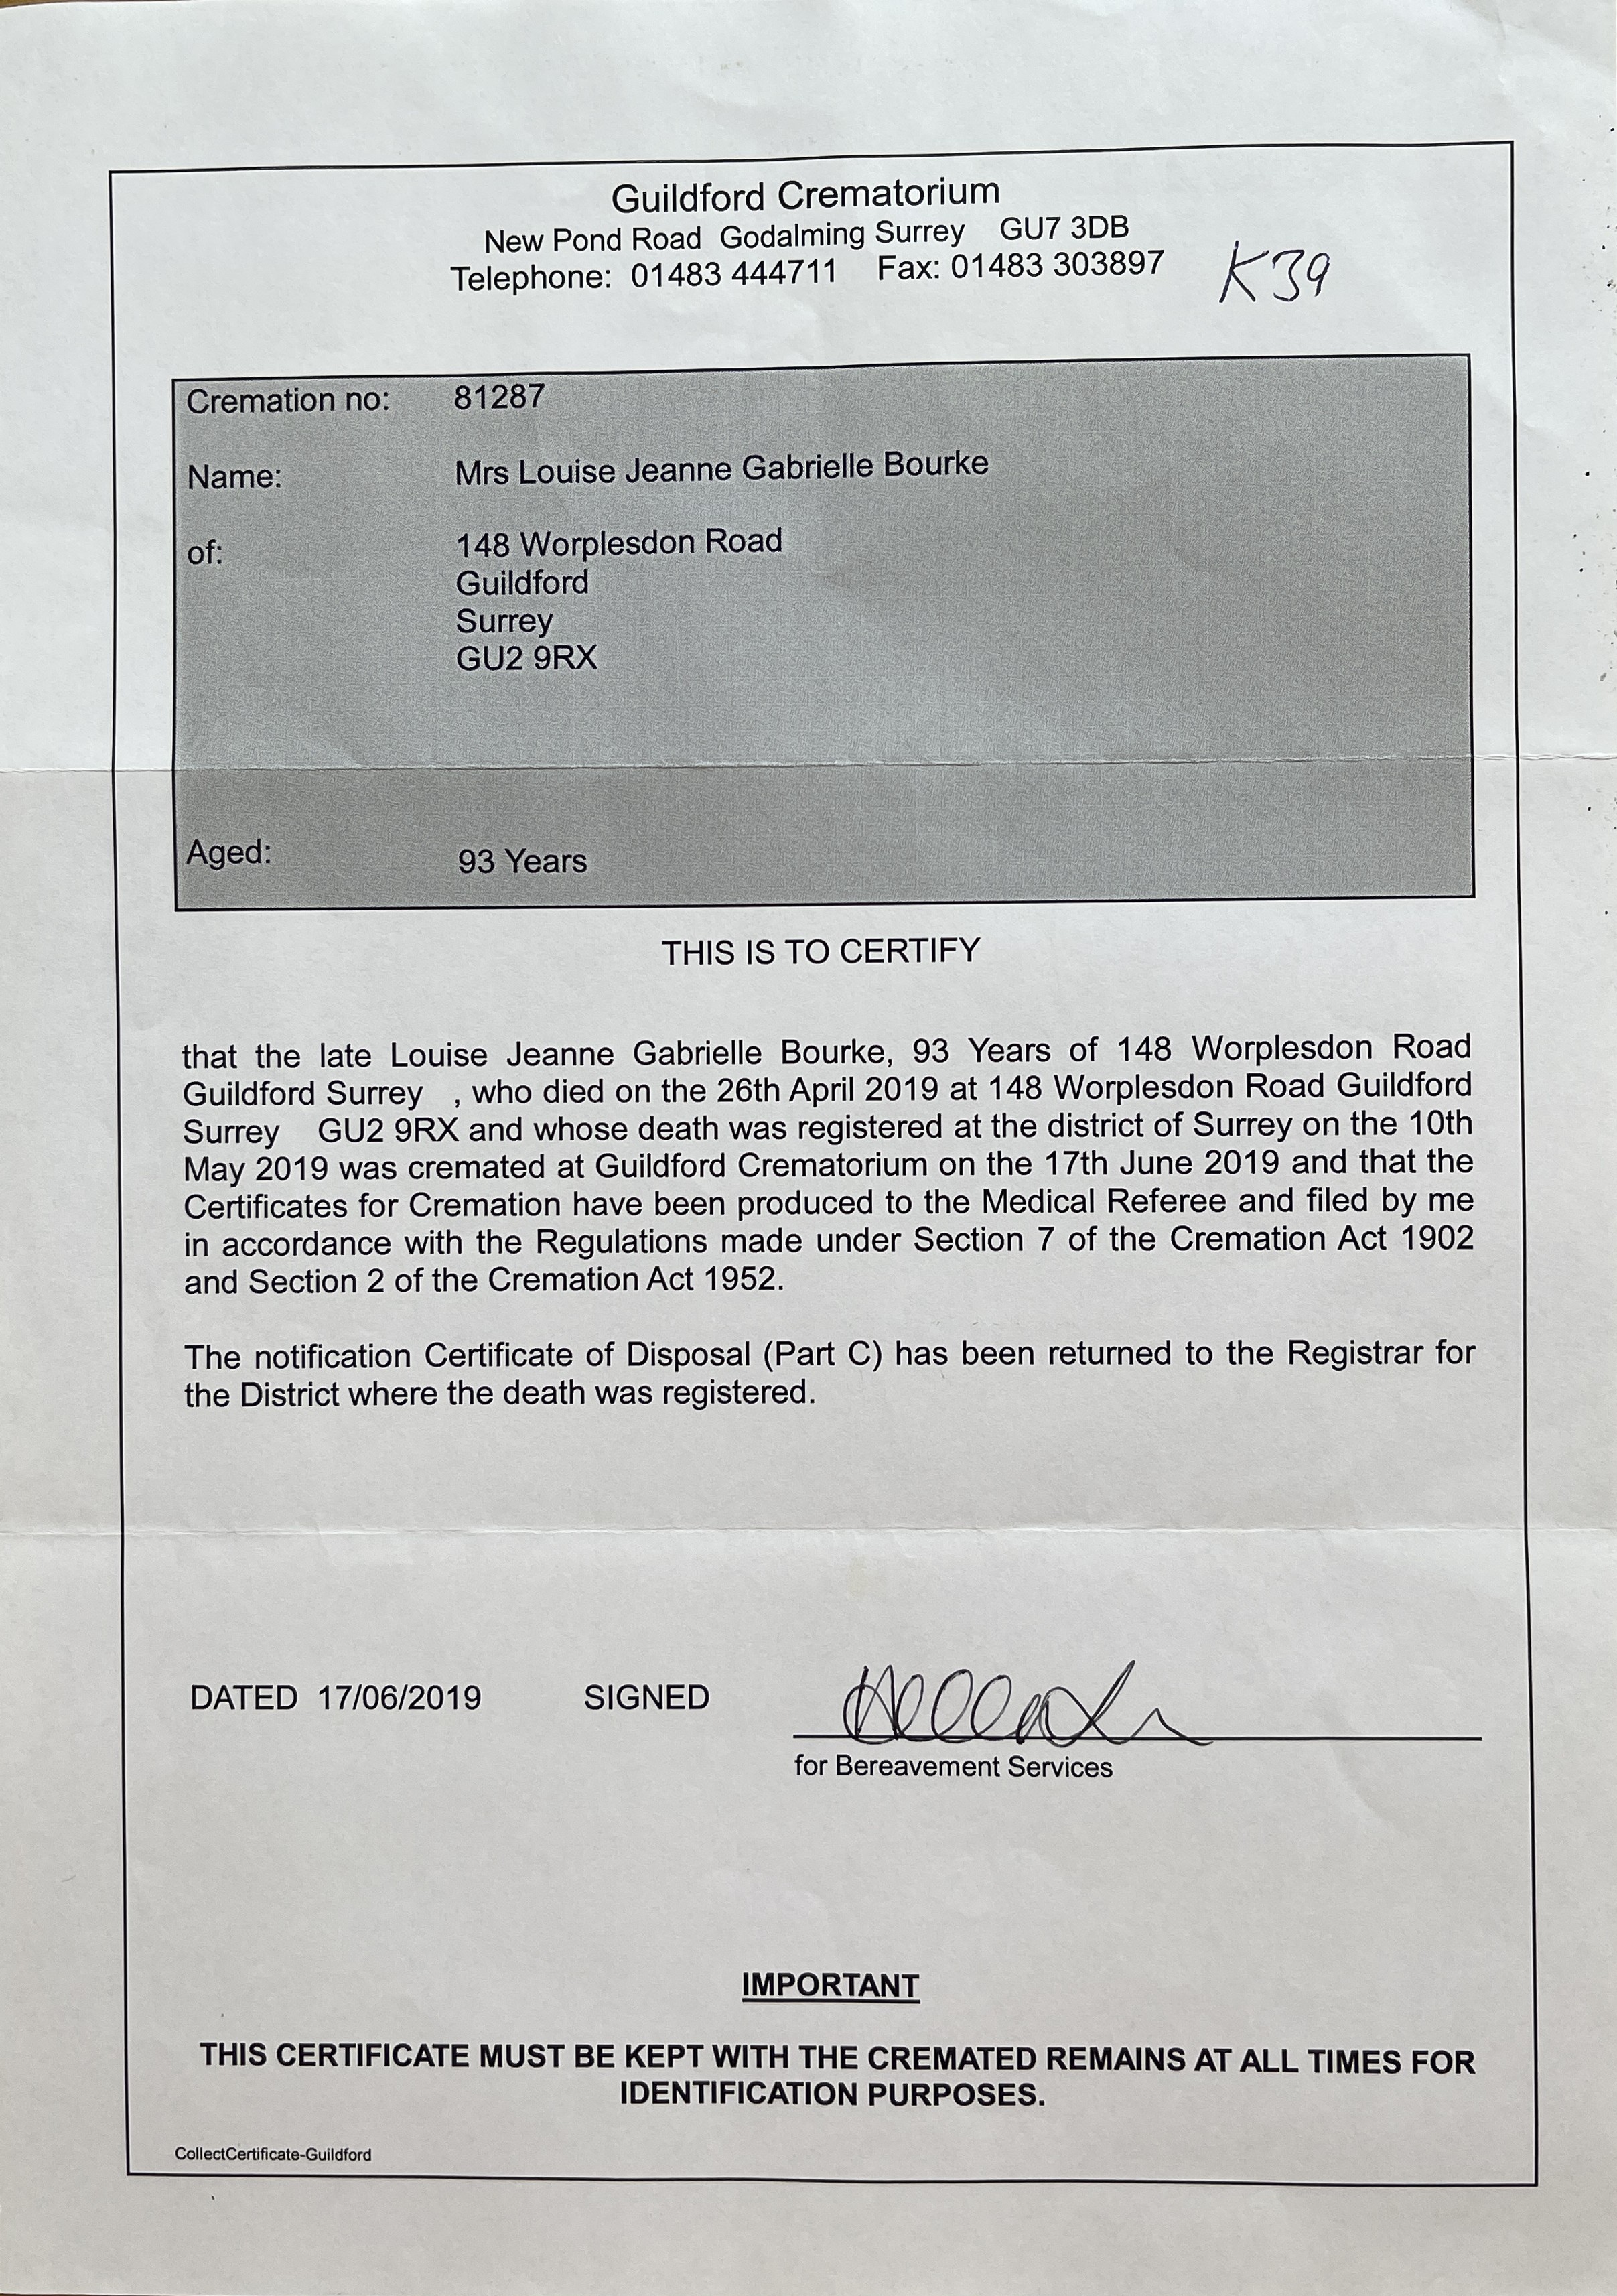 Guildford Crematorium
New Pond Road Godalming Surrey GU7 3DB
Telephone: 01483 444711 Fax: 01483 303897
K39
Cremation no: 81287
Name: Mrs Louise Jeanne Gabrielle Bourke
of: 148 Worplesdon Road
Guildford
Surrey
GU2 9RX
Aged: 93 Years
THIS IS TO CERTIFY
that the late Louise Jeanne Gabrielle Bourke, 93 Years of 148 Worplesdon Road
Guildford Surrey , who died on the 26th April 2019 at 148 Worplesdon Road Guildford
Surrey GU2 9RX and whose death was registered at the district of Surrey on the 10th
May 2019 was cremated at Guildford Crematorium on the 17th June 2019 and that the
Certificates for Cremation have been produced to the Medical Referee and filed by me
in accordance with the Regulations made under Section 7 of the Cremation Act 1902
and Section 2 of the Cremation Act 1952.
The notification Certificate of Disposal (Part C) has been returned to the Registrar for
the District where the death was registered.
DATED 17/06/2019 SIGNED
for Bereavement Services
IMPORTANT
THIS CERTIFICATE MUST BE KEPT WITH THE CREMATED REMAINS AT ALL TIMES FOR
IDENTIFICATION PURPOSES.
CollectCertificate-Guildford